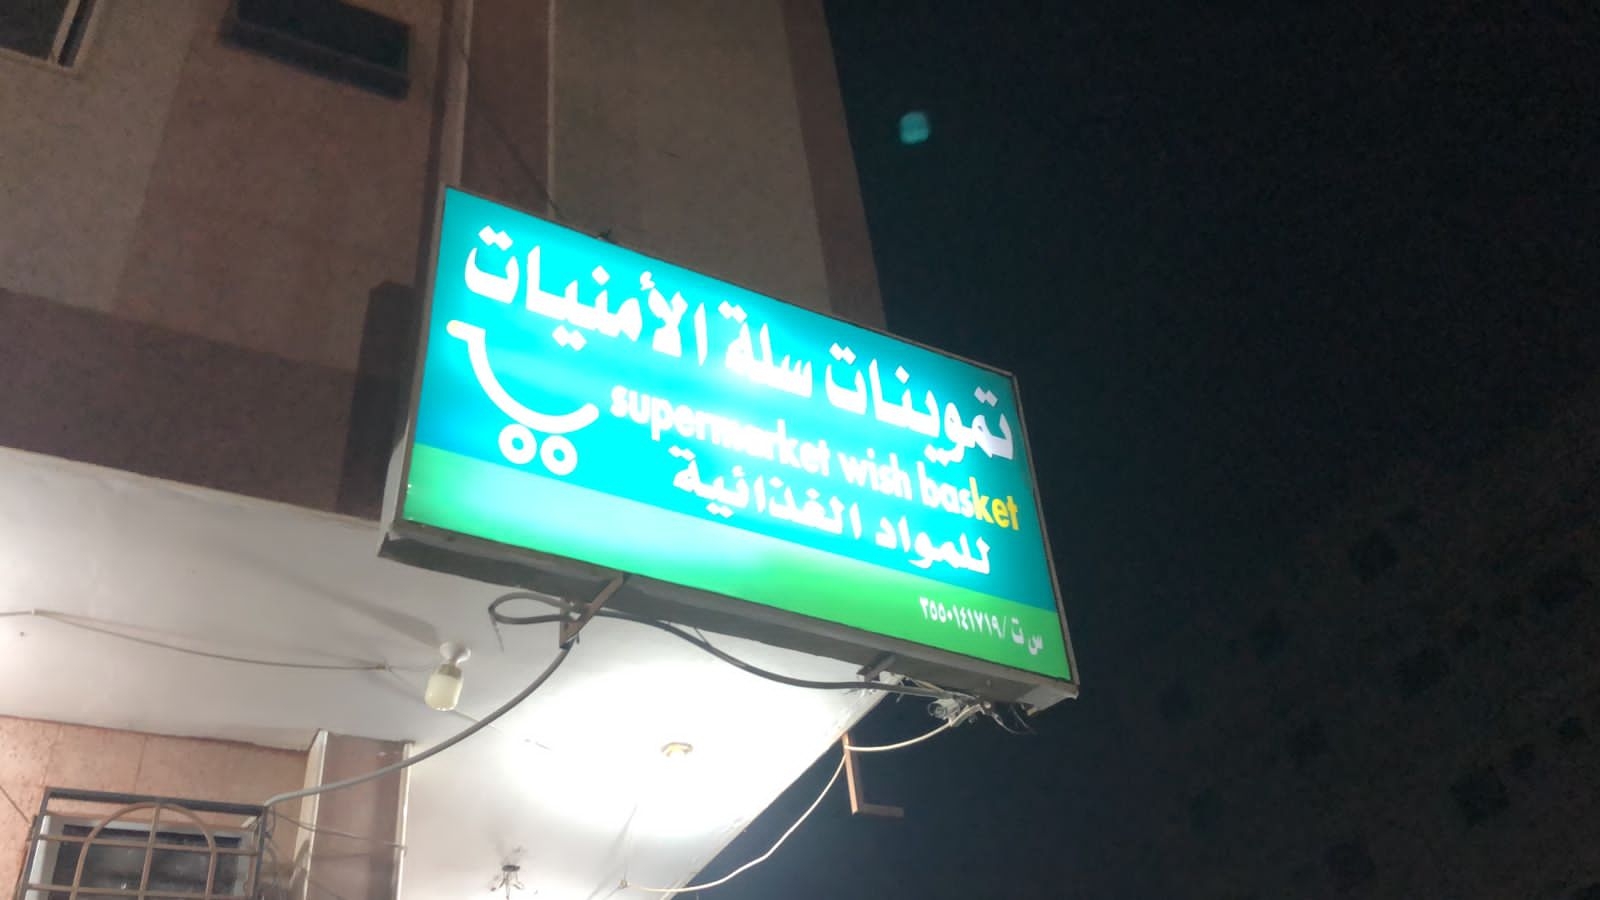 تموينات سلة الأمنيات
supermarket wish basket
للمواد الغذائية
س ت /٣٥٥٠١٤١٧١٩